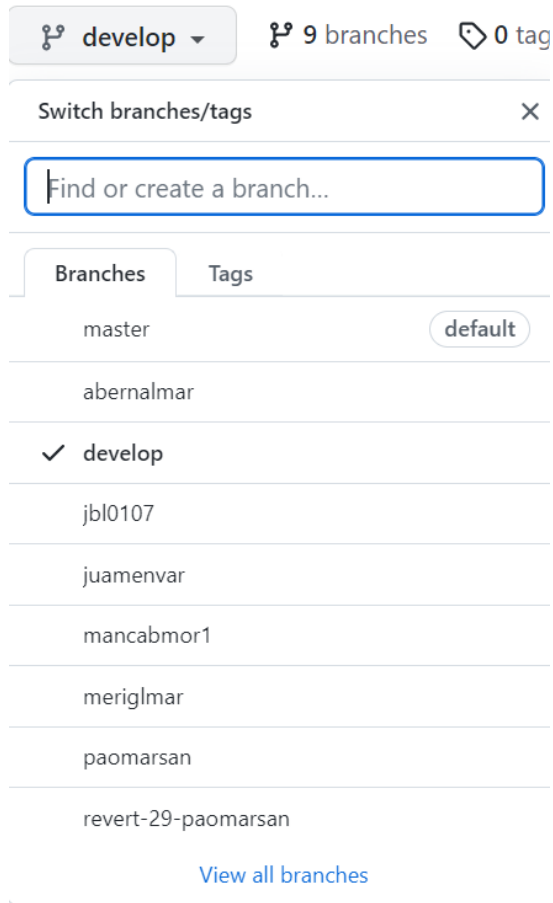 develop 9 branches 0 tag
Switch branches/tags
Find or create a branch...
Branches Tags
master default
abernalmar
develop
jbl0107
juamenvar
mancabmor1
meriglmar
paomarsan
revert-29-paomarsan
View all branches